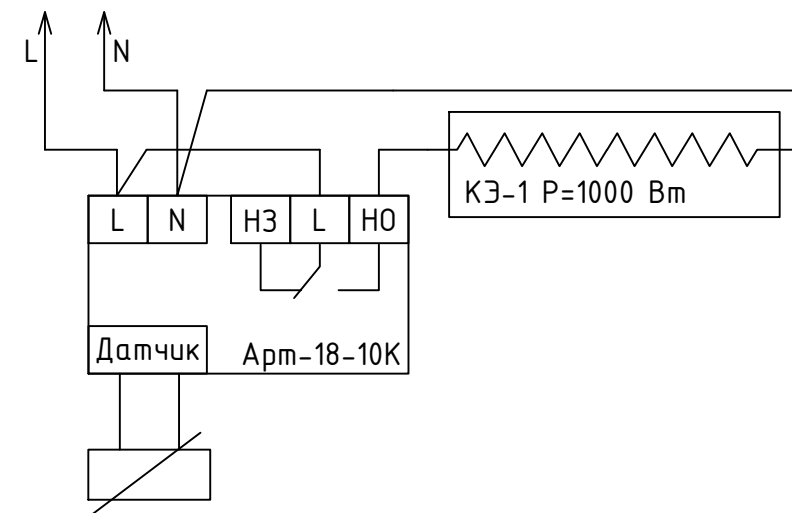 L N
КЭ-1 P=1000 Вт
L N НЗ L НО
Датчик Арт-18-10К